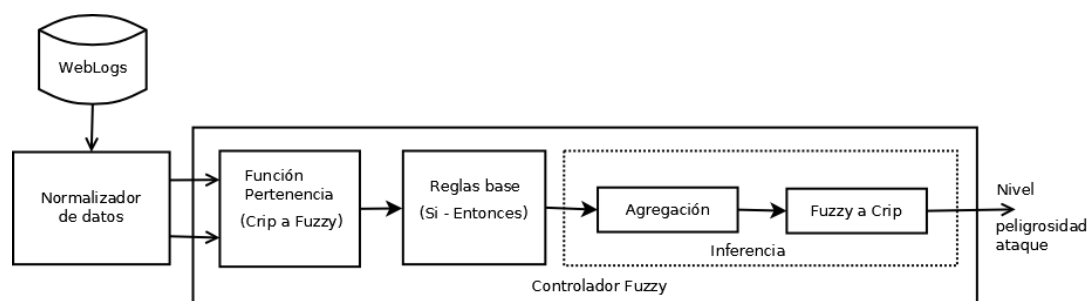 WebLogs
Normalizador
de datos
Función
Pertenencia
(Crip a Fuzzy)
Reglas base
(Si - Entonces)
Agregación
Fuzzy a Crip
Inferencia
Controlador Fuzzy
Nivel
peligrosidad
ataque